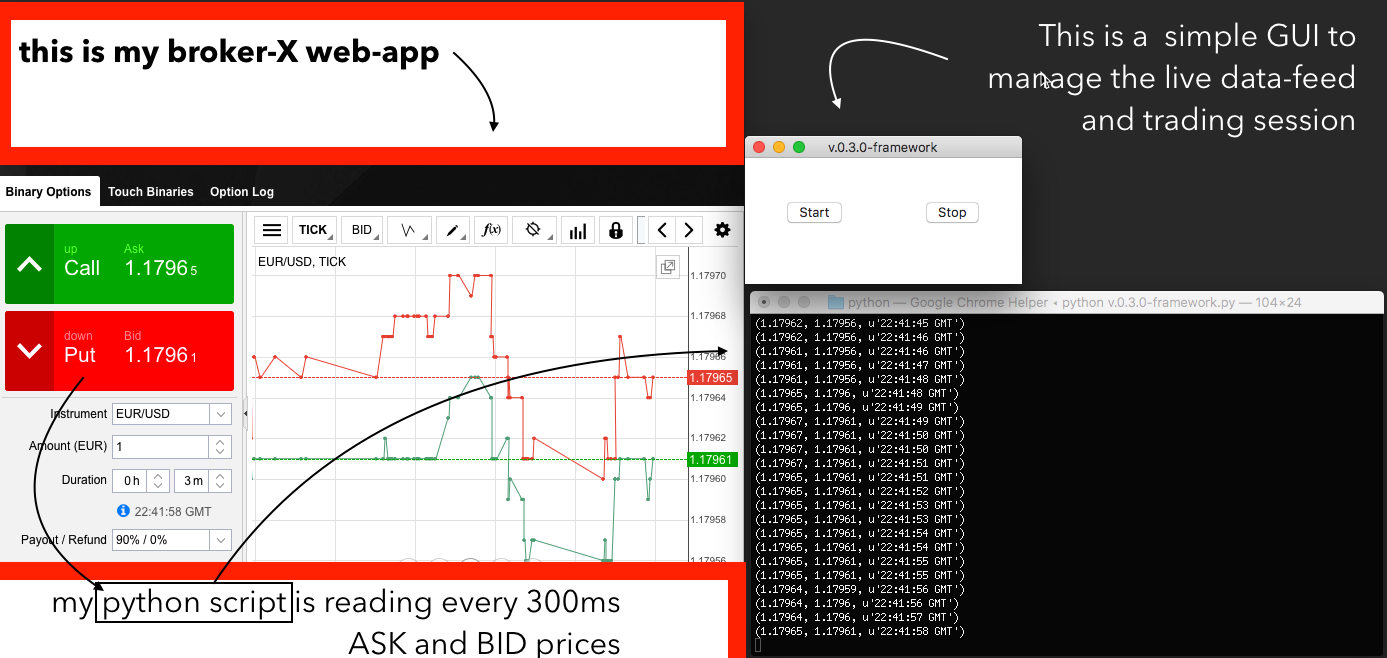 this is my broker-X web-app
This is a simple GUI to
manage the live data-feed
and trading session
v.0.3.0-framework
Start
Stop
Binary Options Touch Binaries Option Log
up Ask
Call 1.1796 5
down Bid
Put 1.1796 1
Instrument EUR/USD
Amount (EUR) 1
Duration 0 h 3 m
22:41:58 GMT
Payout / Refund 90% / 0%
TICK BID f(x)
EUR/USD, TICK
1.17970
1.17968
1.17966
1.17965
1.17964
1.17962
1.17961
1.17960
1.17958
1.17956
python — Google Chrome Helper ◂ python v.0.3.0-framework.py — 104×24
(1.17962, 1.17956, u'22:41:45 GMT')
(1.17962, 1.17956, u'22:41:46 GMT')
(1.17961, 1.17956, u'22:41:46 GMT')
(1.17961, 1.17956, u'22:41:47 GMT')
(1.17961, 1.17956, u'22:41:48 GMT')
(1.17965, 1.1796, u'22:41:48 GMT')
(1.17965, 1.1796, u'22:41:49 GMT')
(1.17967, 1.17961, u'22:41:49 GMT')
(1.17967, 1.17961, u'22:41:50 GMT')
(1.17967, 1.17961, u'22:41:50 GMT')
(1.17967, 1.17961, u'22:41:51 GMT')
(1.17965, 1.17961, u'22:41:51 GMT')
(1.17965, 1.17961, u'22:41:52 GMT')
(1.17965, 1.17961, u'22:41:53 GMT')
(1.17965, 1.17961, u'22:41:53 GMT')
(1.17965, 1.17961, u'22:41:54 GMT')
(1.17965, 1.17961, u'22:41:54 GMT')
(1.17965, 1.17961, u'22:41:55 GMT')
(1.17965, 1.17961, u'22:41:55 GMT')
(1.17964, 1.17959, u'22:41:56 GMT')
(1.17964, 1.1796, u'22:41:56 GMT')
(1.17964, 1.1796, u'22:41:57 GMT')
(1.17965, 1.17961, u'22:41:58 GMT')
my python script is reading every 300ms
ASK and BID prices